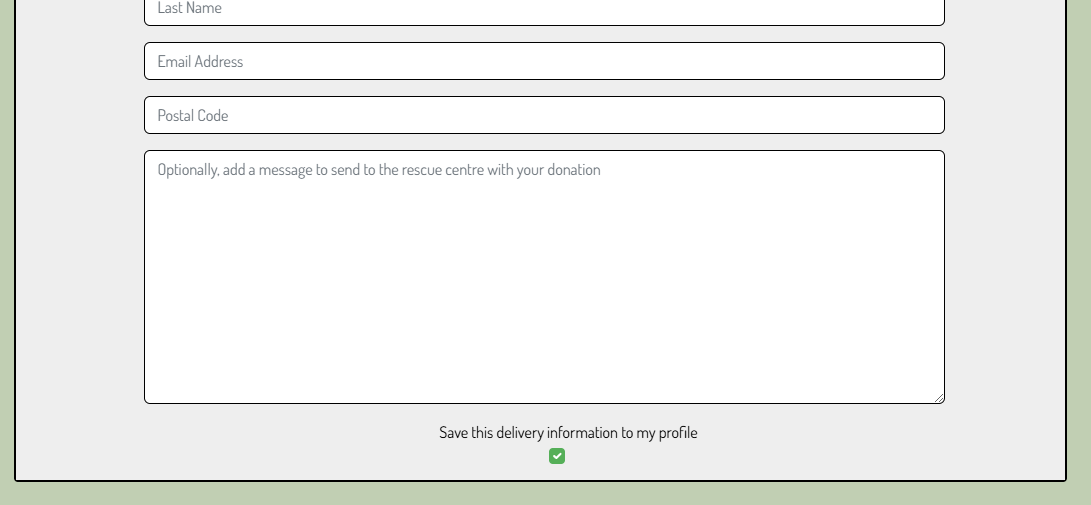 Last Name
Email Address
Postal Code
Optionally, add a message to send to the rescue centre with your donation
Save this delivery information to my profile